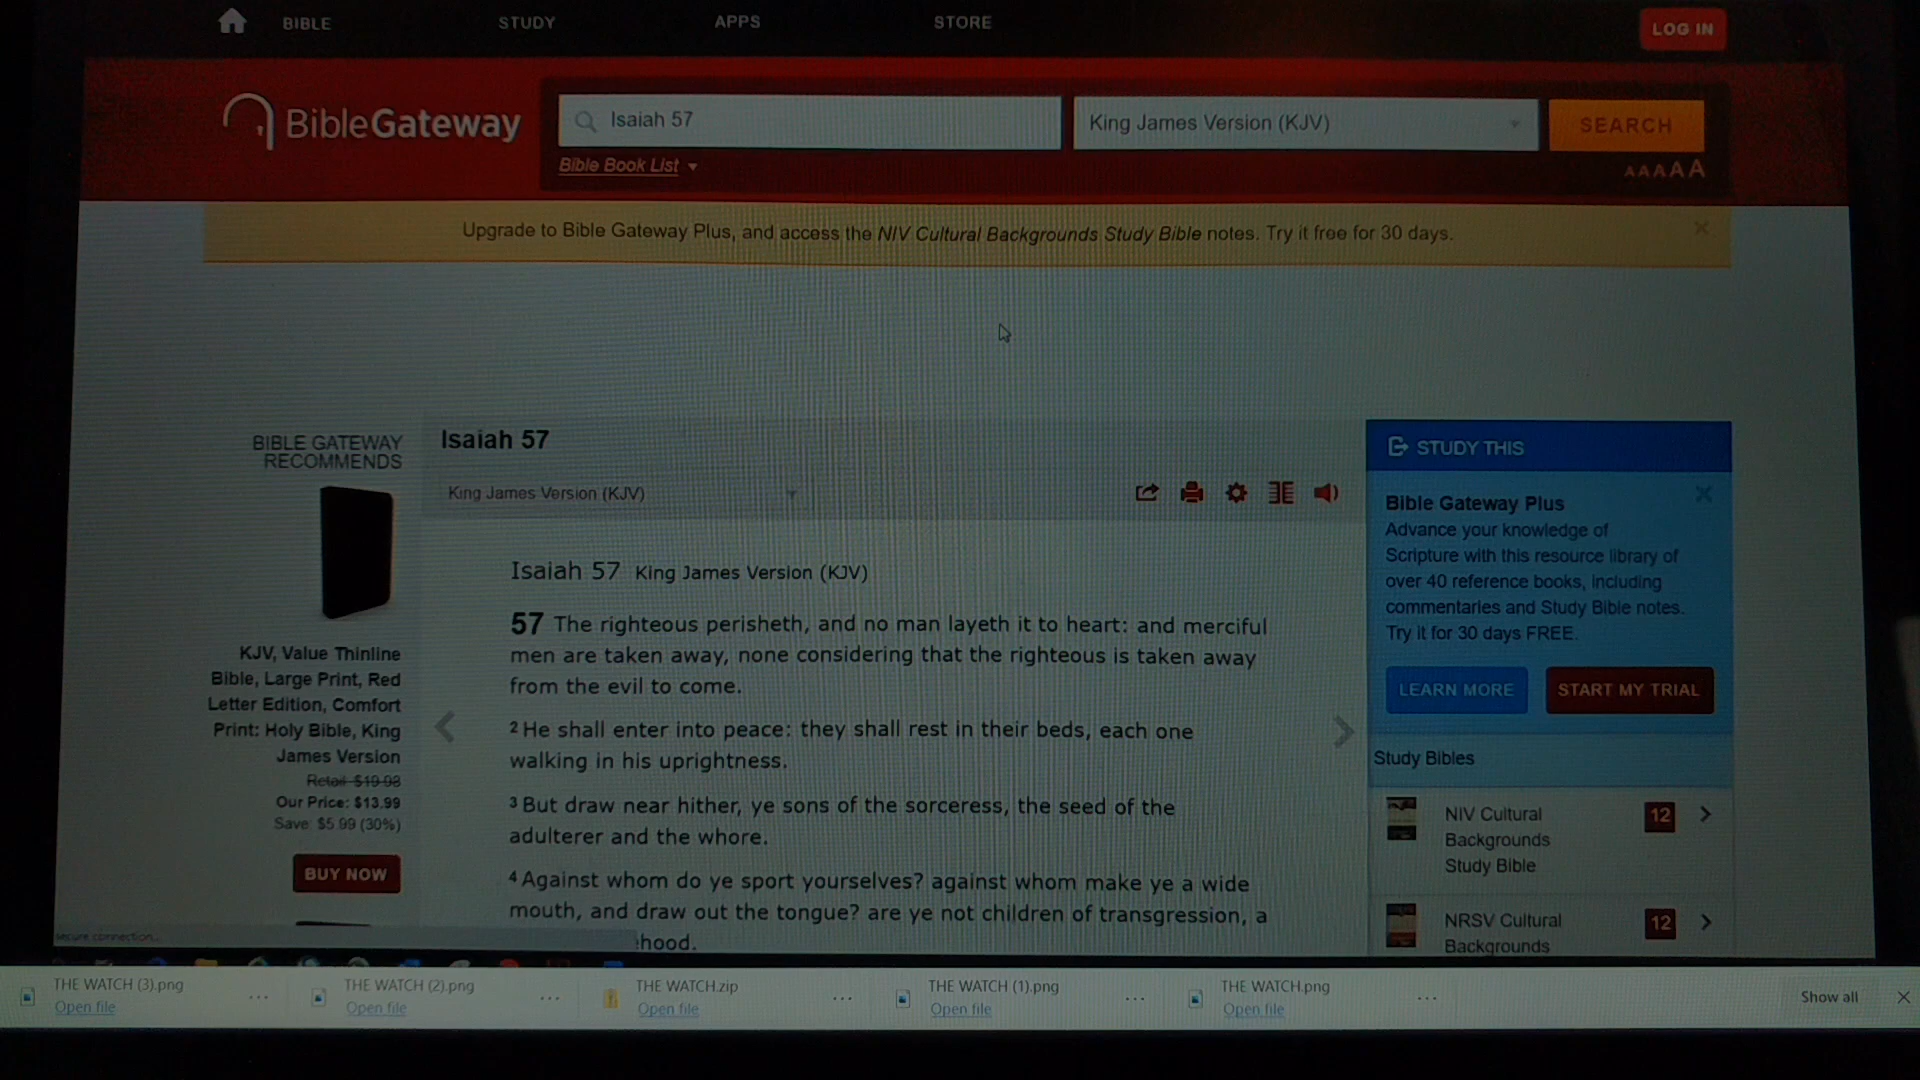 BIBLE
STUDY
APPS
STORE
LOG IN
BibleGateway
Isaiah 57
King James Version (KJV)
SEARCH
Bible Book List
A A A A A
Upgrade to Bible Gateway Plus, and access the NIV Cultural Backgrounds Study Bible notes. Try it free for 30 days.
BIBLE GATEWAY
RECOMMENDS
KJV, Value Thinline
Bible, Large Print, Red
Letter Edition, Comfort
Print: Holy Bible, King
James Version
Retail $19.98
Our Price: $13.99
Save: $5.99 (30%)
BUY NOW
Isaiah 57
King James Version (KJV)
Isaiah 57 King James Version (KJV)
57 The righteous perisheth, and no man layeth it to heart: and merciful
men are taken away, none considering that the righteous is taken away
from the evil to come.
2 He shall enter into peace: they shall rest in their beds, each one
walking in his uprightness.
3 But draw near hither, ye sons of the sorceress, the seed of the
adulterer and the whore.
4 Against whom do ye sport yourselves? against whom make ye a wide
mouth, and draw out the tongue? are ye not children of transgression, a
hood.
STUDY THIS
Bible Gateway Plus
Advance your knowledge of
Scripture with this resource library of
over 40 reference books, including
commentaries and Study Bible notes.
Try it for 30 days FREE.
LEARN MORE
START MY TRIAL
Study Bibles
NIV Cultural
Backgrounds
Study Bible
12
NRSV Cultural
Backgrounds
12
secure connection...
THE WATCH (3).png
Open file
THE WATCH (2).png
Open file
THE WATCH.zip
Open file
THE WATCH (1).png
Open file
THE WATCH.png
Open file
Show all